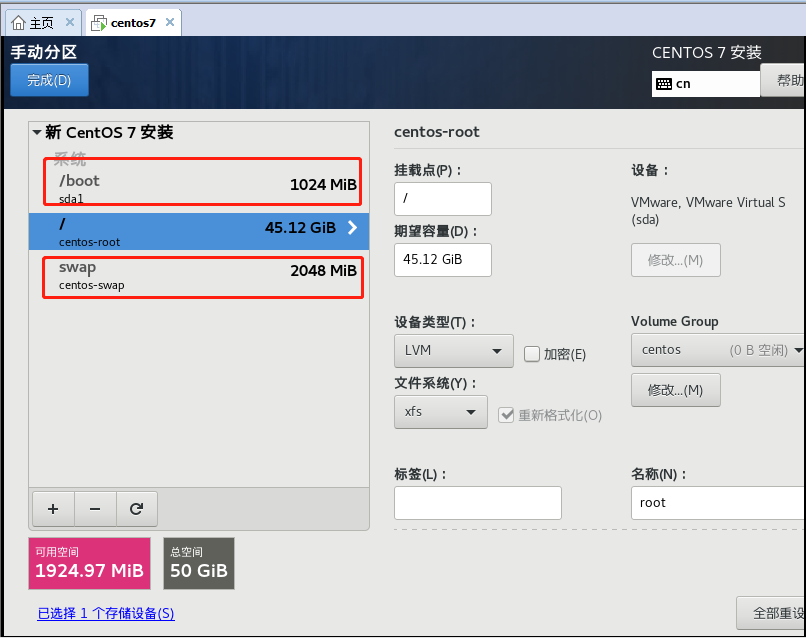 主页
centos7
手动分区
CENTOS 7 安装
完成(D)
cn
帮助
新 CentOS 7 安装
系统
/boot
1024 MiB
sda1
/
45.12 GiB
centos-root
swap
2048 MiB
centos-swap
可用空间
1924.97 MiB
总空间
50 GiB
已选择 1 个存储设备(S)
centos-root
挂载点(P)：
/
期望容量(D)：
45.12 GiB
设备：
VMware, VMware Virtual S
(sda)
修改...(M)
设备类型(T)：
LVM
加密(E)
文件系统(Y)：
xfs
重新格式化(O)
Volume Group
centos (0 B 空闲)
修改...(M)
标签(L)：
名称(N)：
root
全部重设